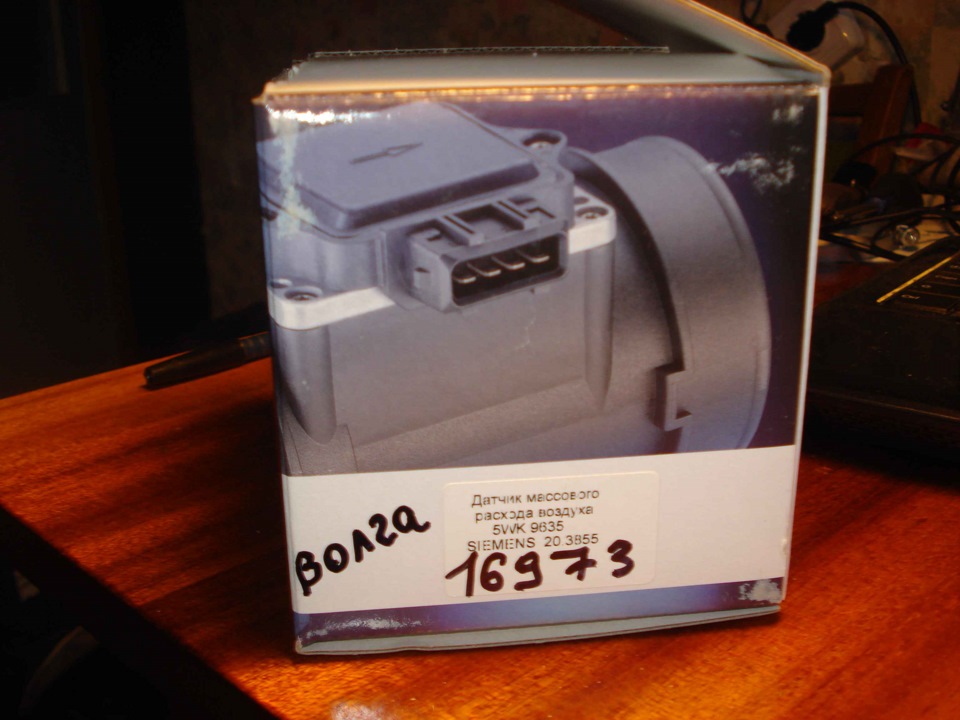 Датчик массового
расхода воздуха
5WK 9635
SIEMENS 20.3855
волга
16973